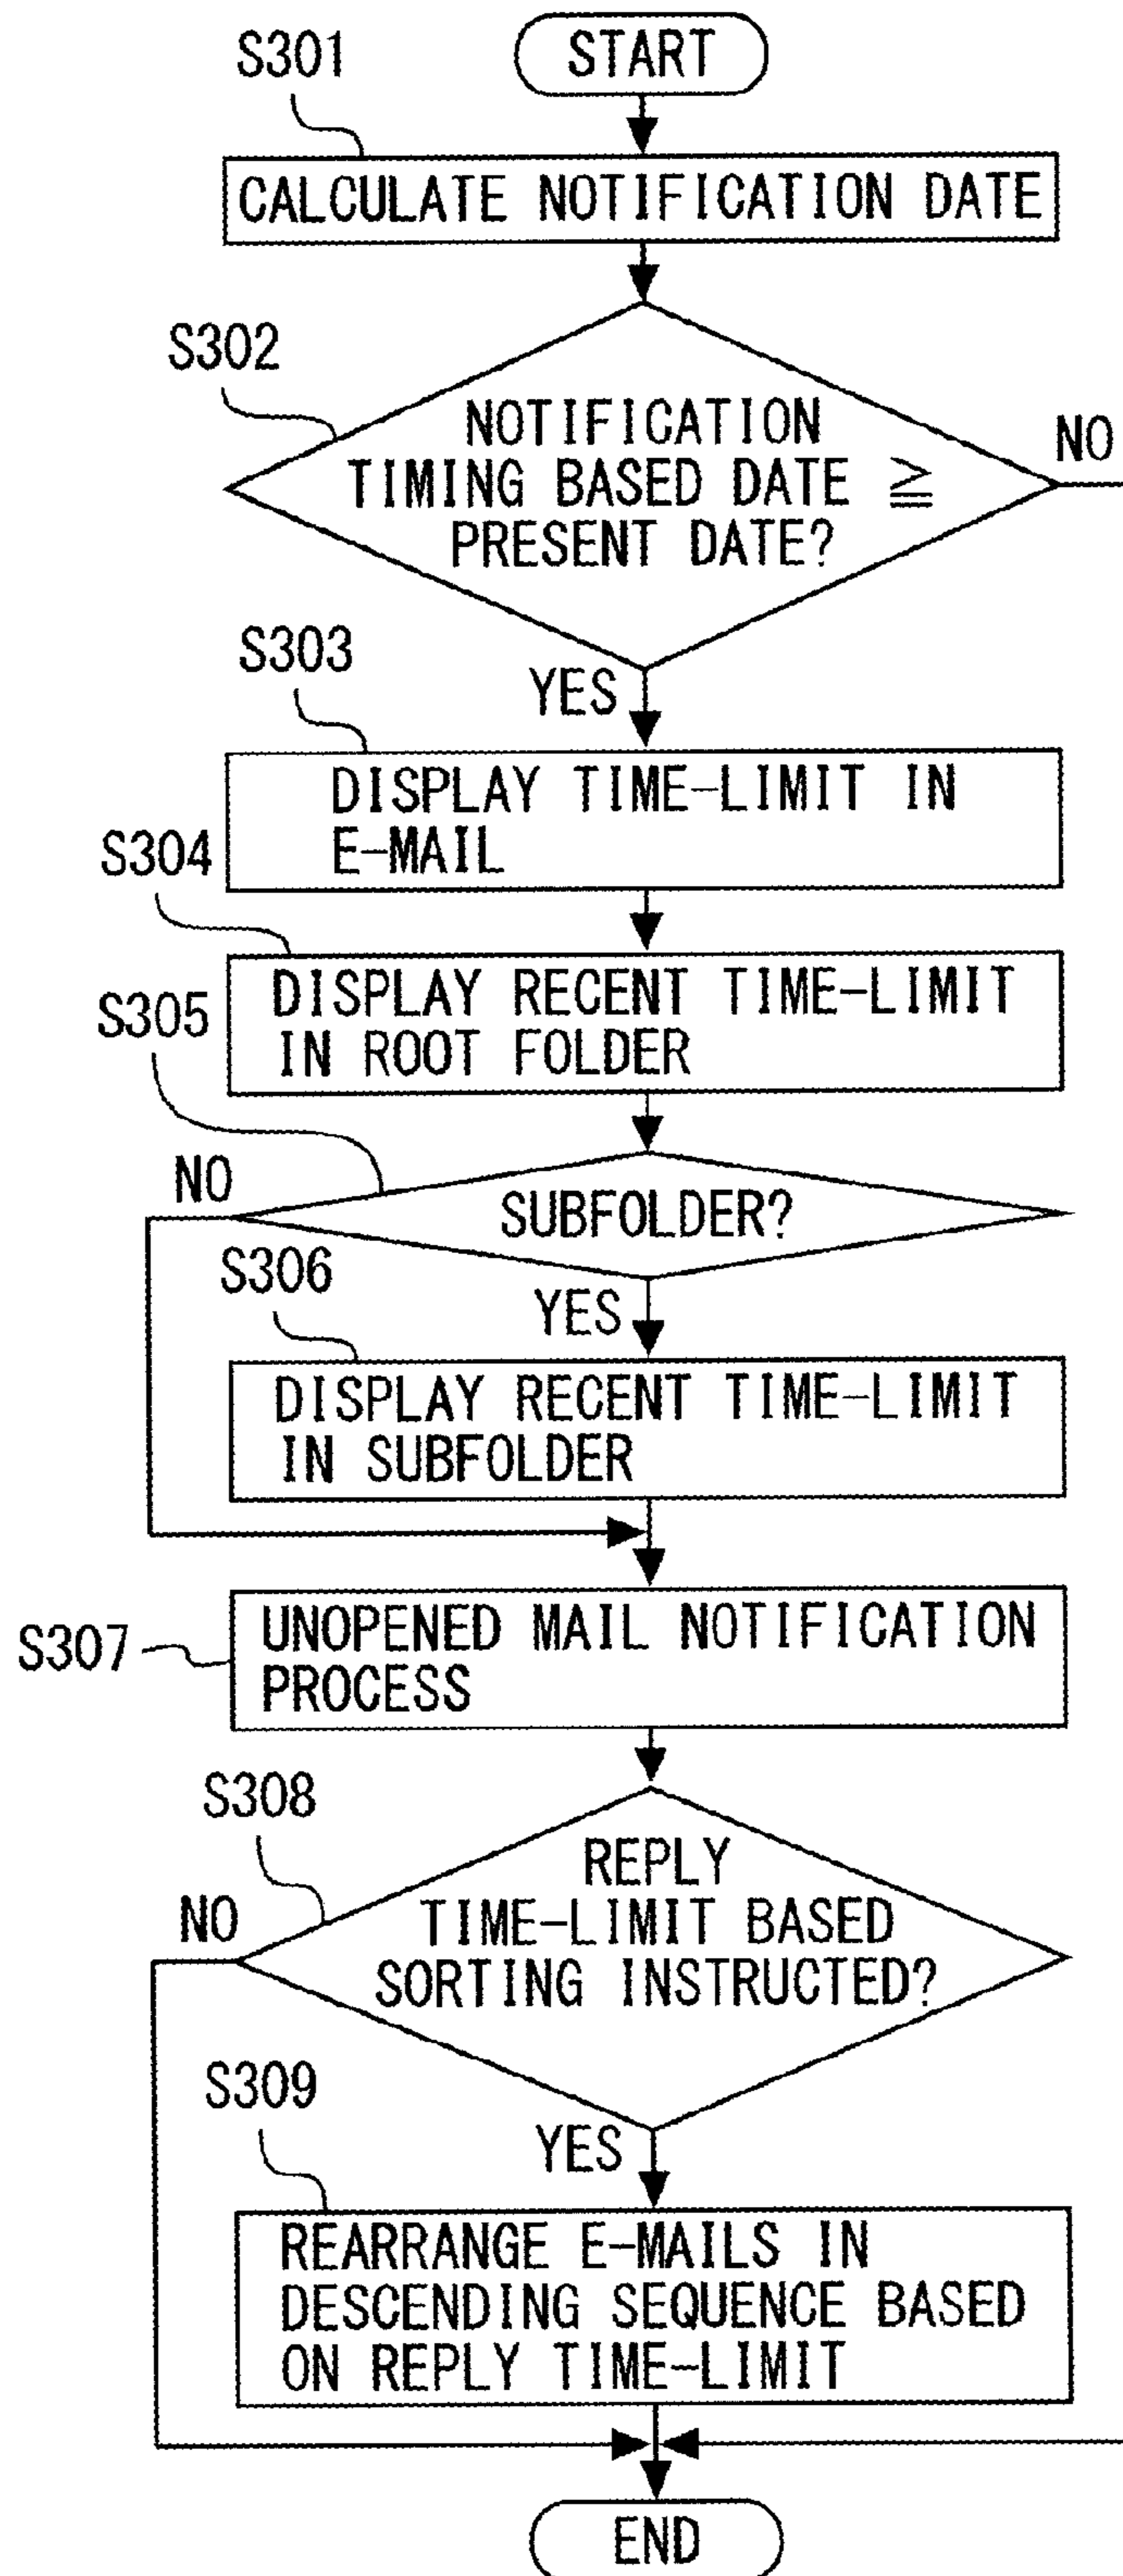 START
S301
CALCULATE NOTIFICATION DATE
S302
NOTIFICATION
TIMING BASED DATE ≧
PRESENT DATE?
NO
YES
S303
DISPLAY TIME-LIMIT IN
E-MAIL
S304
DISPLAY RECENT TIME-LIMIT
IN ROOT FOLDER
S305
NO
SUBFOLDER?
YES
S306
DISPLAY RECENT TIME-LIMIT
IN SUBFOLDER
S307
UNOPENED MAIL NOTIFICATION
PROCESS
S308
NO
REPLY
TIME-LIMIT BASED
SORTING INSTRUCTED?
YES
S309
REARRANGE E-MAILS IN
DESCENDING SEQUENCE BASED
ON REPLY TIME-LIMIT
END